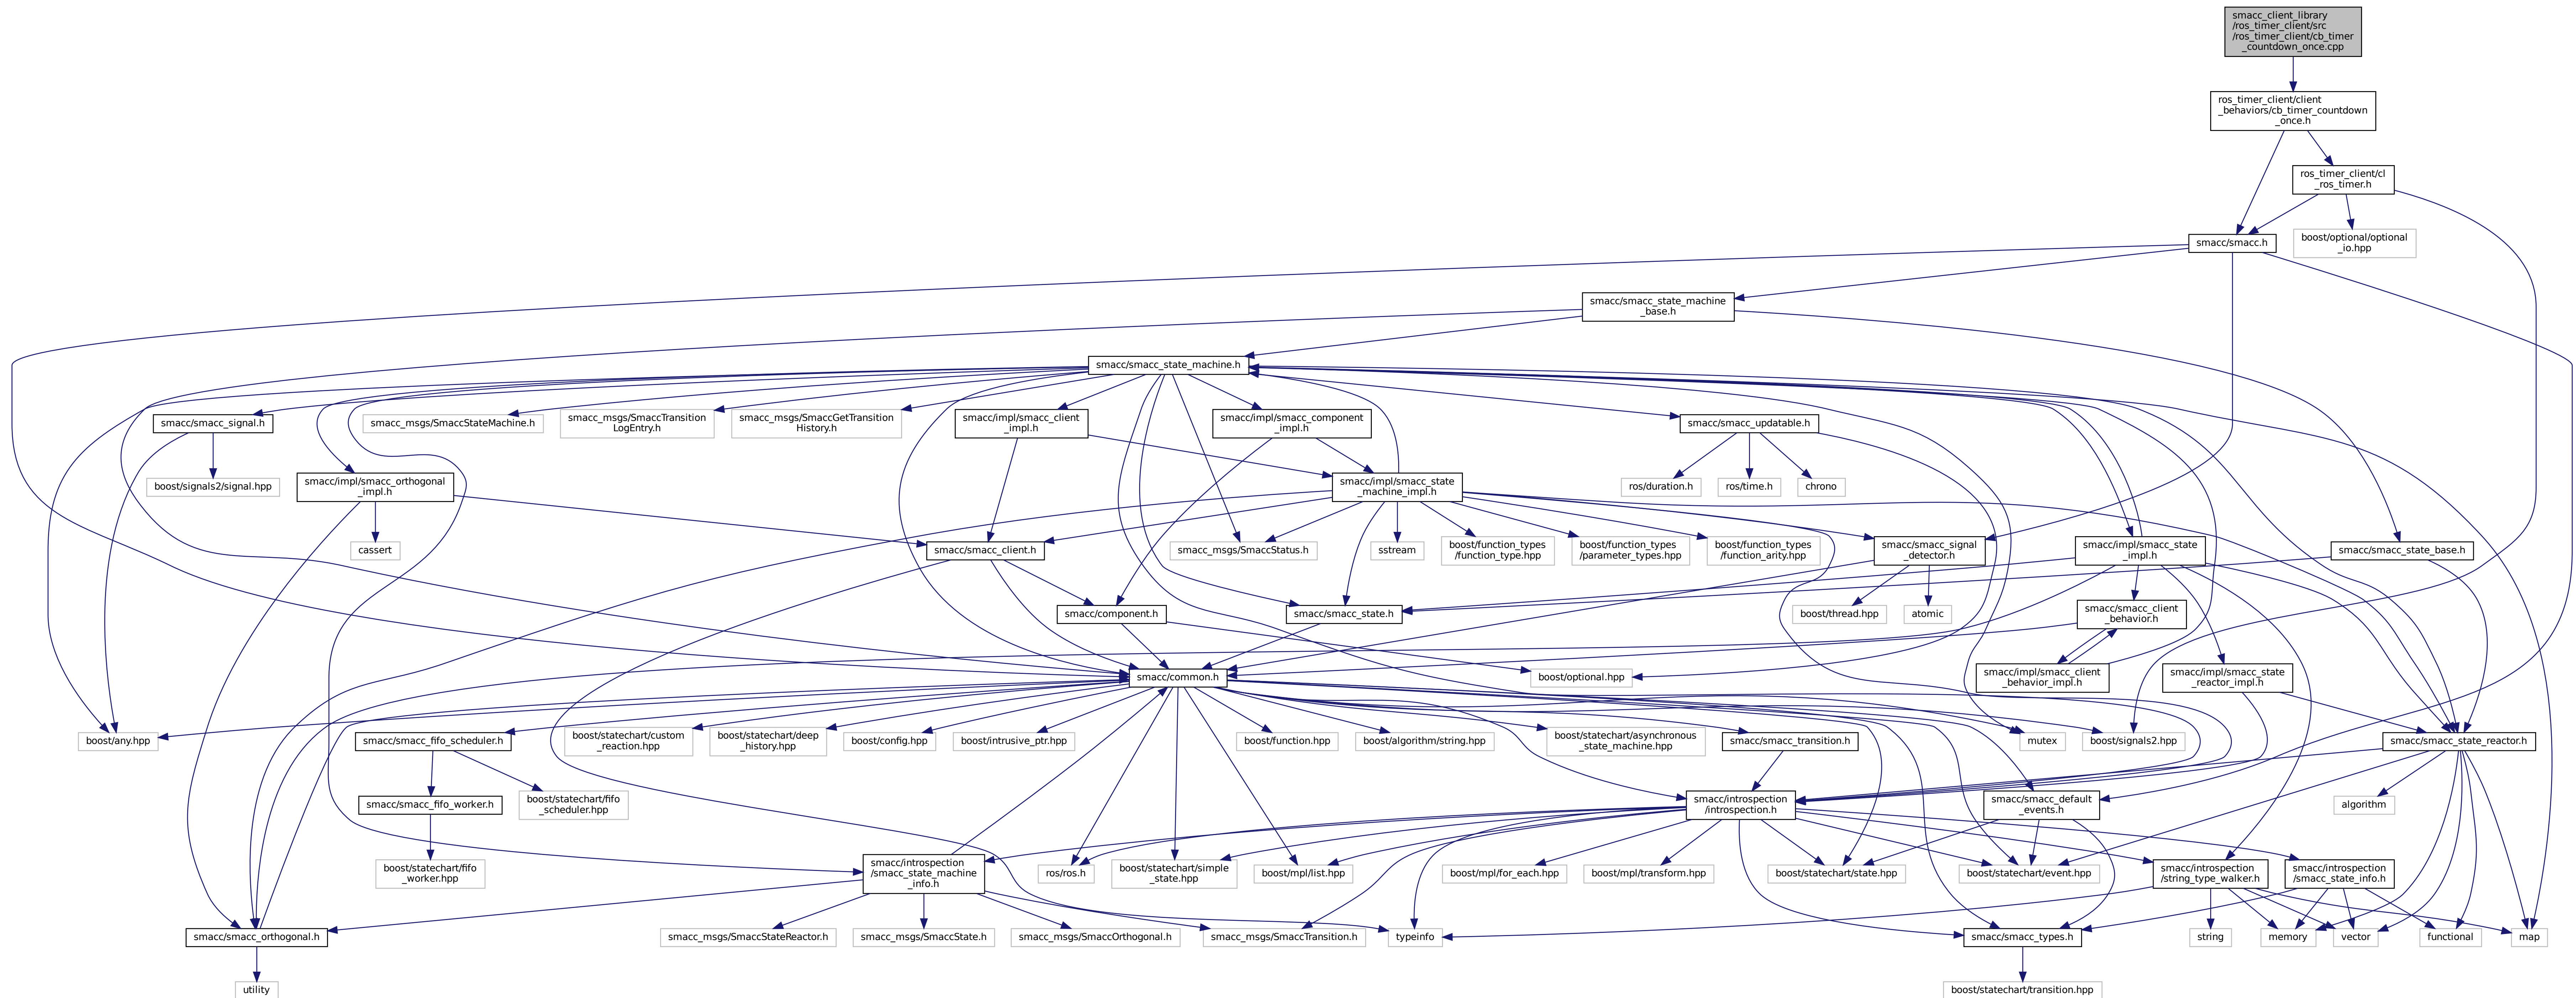 smacc_client_library
/ros_timer_client/src
/ros_timer_client/cb_timer
_countdown_once.cpp
ros_timer_client/client
_behaviors/cb_timer_countdown
_once.h
ros_timer_client/cl
_ros_timer.h
smacc/smacc.h
boost/optional/optional
_io.hpp
smacc/smacc_state_machine
_base.h
smacc/smacc_state_machine.h
smacc/smacc_signal.h
smacc_msgs/SmaccStateMachine.h
smacc_msgs/SmaccTransition
LogEntry.h
smacc_msgs/SmaccGetTransition
History.h
smacc/impl/smacc_client
_impl.h
smacc/impl/smacc_component
_impl.h
smacc/smacc_updatable.h
boost/signals2/signal.hpp
smacc/impl/smacc_orthogonal
_impl.h
smacc/impl/smacc_state
_machine_impl.h
ros/duration.h
ros/time.h
chrono
cassert
smacc/smacc_client.h
smacc_msgs/SmaccStatus.h
sstream
boost/function_types
/function_type.hpp
boost/function_types
/parameter_types.hpp
boost/function_types
/function_arity.hpp
smacc/smacc_signal
_detector.h
smacc/impl/smacc_state
_impl.h
smacc/smacc_state_base.h
smacc/component.h
smacc/smacc_state.h
boost/thread.hpp
atomic
smacc/smacc_client
_behavior.h
smacc/common.h
boost/optional.hpp
smacc/impl/smacc_client
_behavior_impl.h
smacc/impl/smacc_state
_reactor_impl.h
boost/any.hpp
smacc/smacc_fifo_scheduler.h
boost/statechart/custom
_reaction.hpp
boost/statechart/deep
_history.hpp
boost/config.hpp
boost/intrusive_ptr.hpp
boost/function.hpp
boost/algorithm/string.hpp
boost/statechart/asynchronous
_state_machine.hpp
smacc/smacc_transition.h
mutex
boost/signals2.hpp
smacc/smacc_state_reactor.h
smacc/smacc_fifo_worker.h
boost/statechart/fifo
_scheduler.hpp
smacc/introspection
/introspection.h
smacc/smacc_default
_events.h
algorithm
boost/statechart/fifo
_worker.hpp
smacc/introspection
/smacc_state_machine
_info.h
ros/ros.h
boost/statechart/simple
_state.hpp
boost/mpl/list.hpp
boost/mpl/for_each.hpp
boost/mpl/transform.hpp
boost/statechart/state.hpp
boost/statechart/event.hpp
smacc/introspection
/string_type_walker.h
smacc/introspection
/smacc_state_info.h
smacc/smacc_orthogonal.h
smacc_msgs/SmaccStateReactor.h
smacc_msgs/SmaccState.h
smacc_msgs/SmaccOrthogonal.h
smacc_msgs/SmaccTransition.h
typeinfo
smacc/smacc_types.h
string
memory
vector
functional
map
utility
boost/statechart/transition.hpp